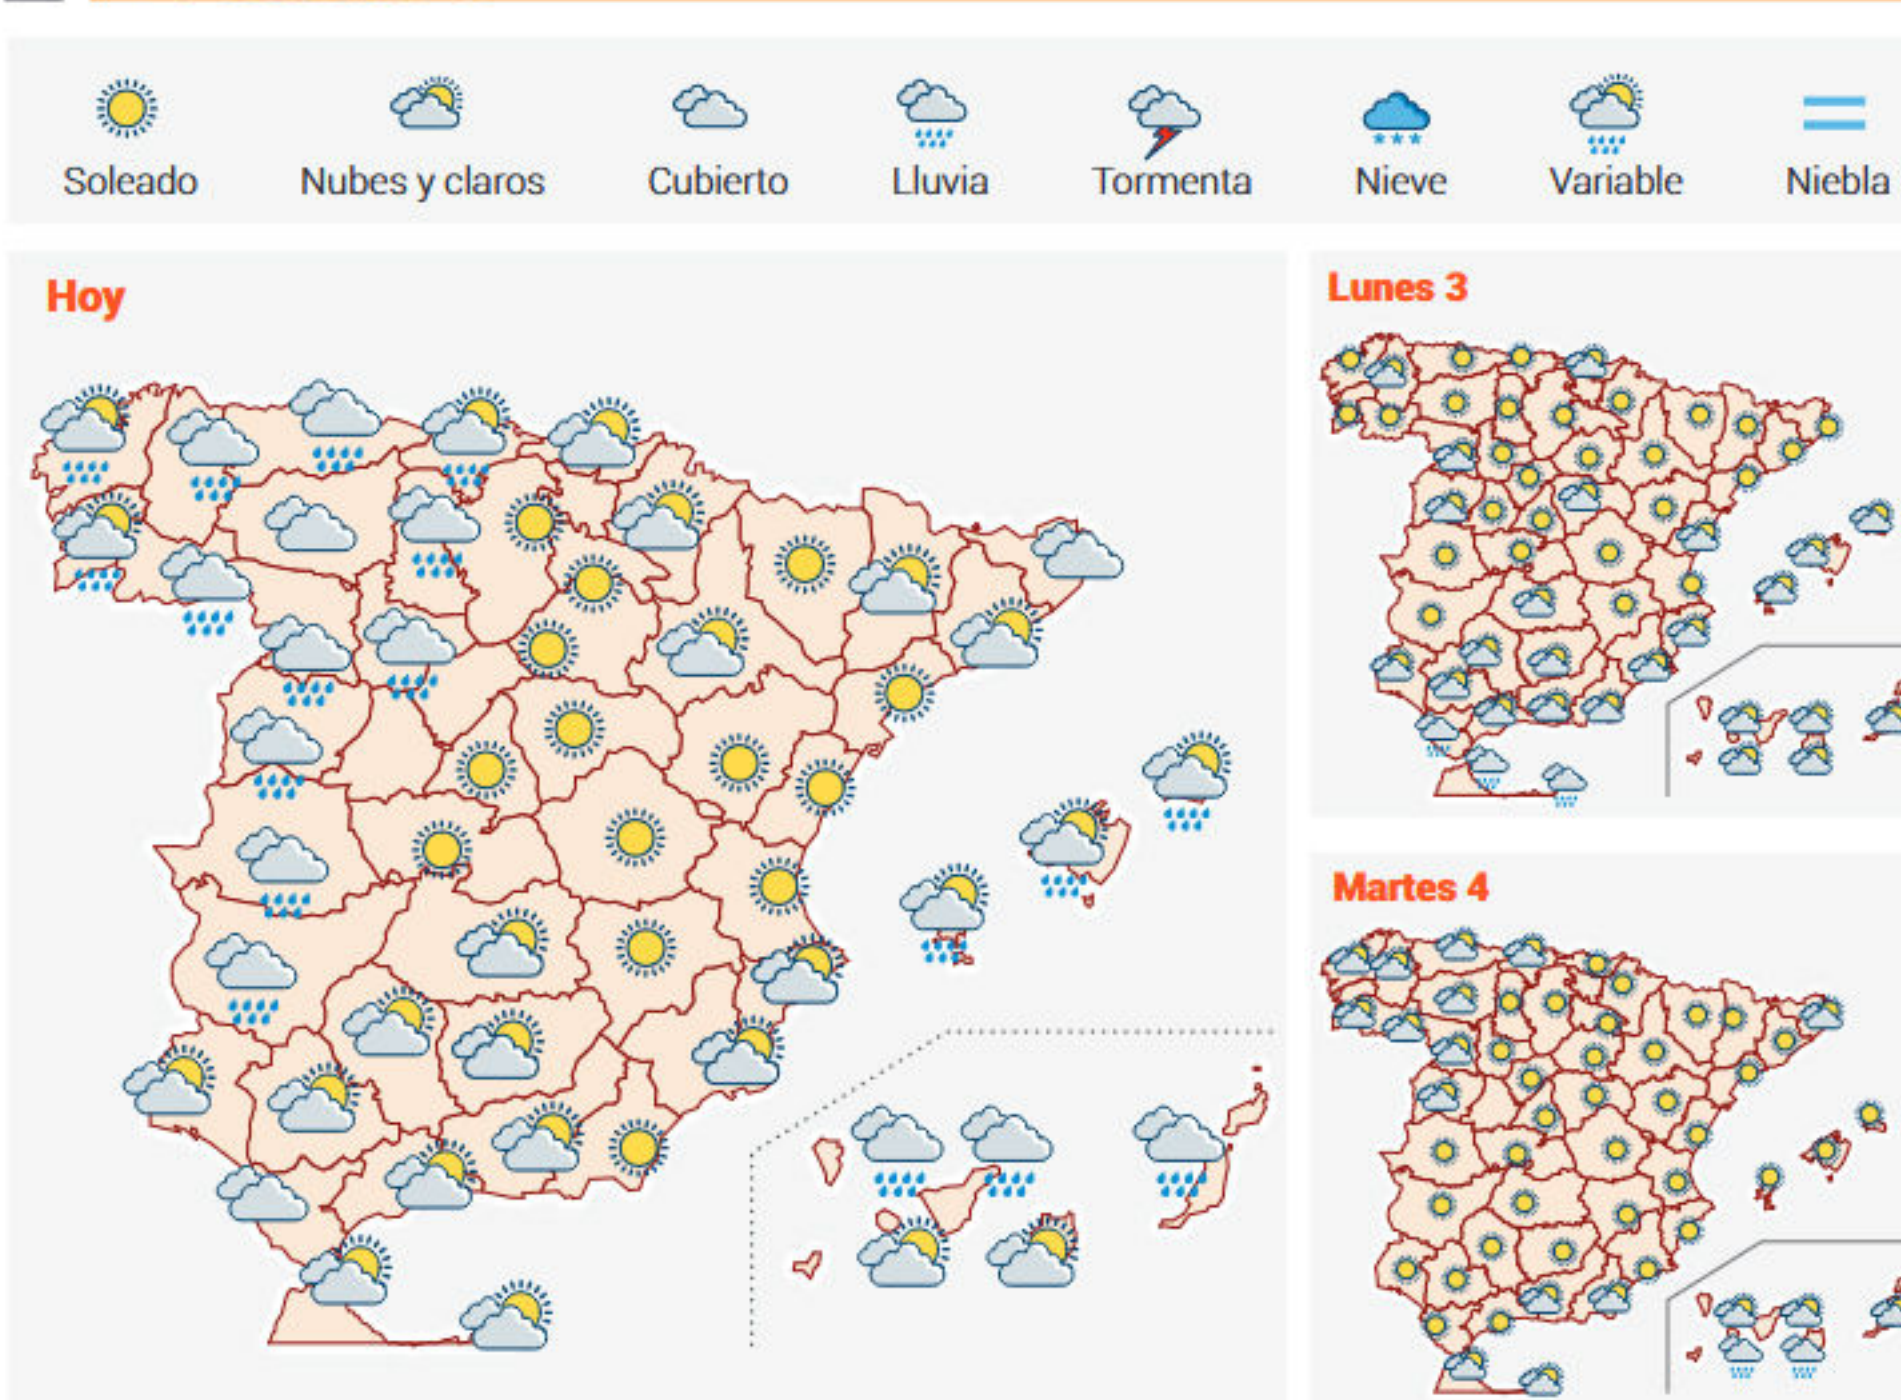 Soleado Nubes y claros Cubierto Lluvia Tormenta Nieve Variable Niebla
Hoy
Lunes 3
Martes 4